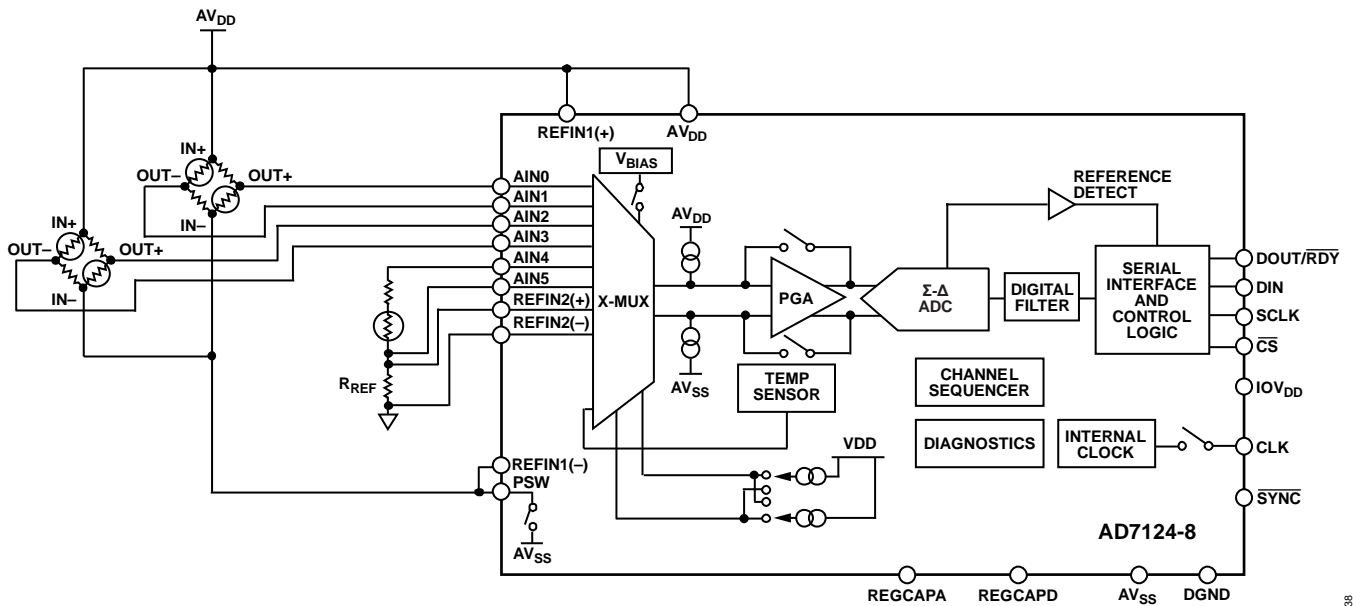 AVDD
REFIN1(+)
AVDD
IN+
OUT–
OUT+
IN–
IN+
OUT–
OUT+
IN–
AIN0
AIN1
AIN2
AIN3
AIN4
AIN5
REFIN2(+)
REFIN2(–)
RREF
REFIN1(–)
PSW
AVSS
VBIAS
X-MUX
AVDD
AVSS
PGA
TEMP
SENSOR
VDD
Σ-Δ
ADC
REFERENCE
DETECT
DIGITAL
FILTER
SERIAL
INTERFACE
AND
CONTROL
LOGIC
CHANNEL
SEQUENCER
DIAGNOSTICS
INTERNAL
CLOCK
DOUT/RDY
DIN
SCLK
CS
IOVDD
CLK
SYNC
AD7124-8
REGCAPA
REGCAPD
AVSS
DGND
38